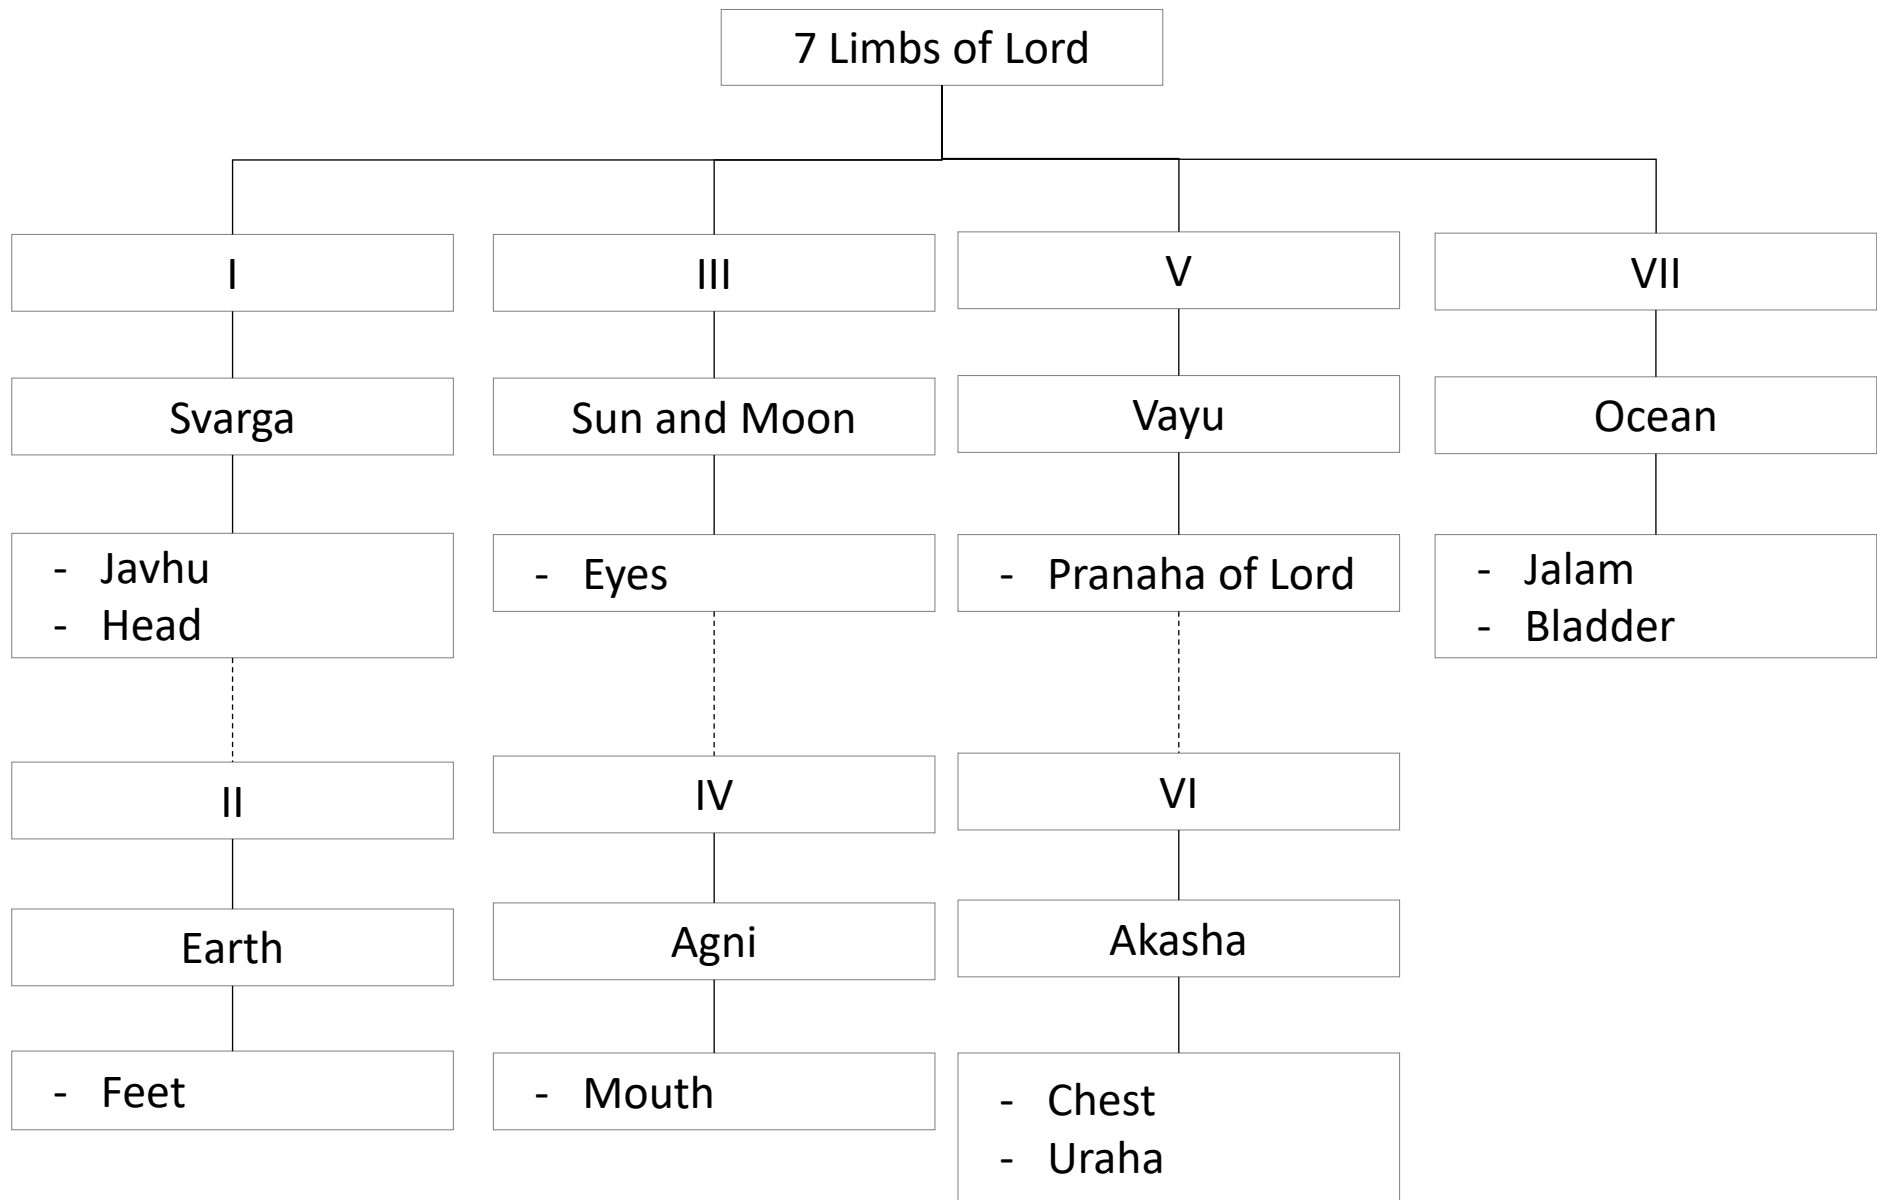 7 Limbs of Lord
I
Svarga
- Javhu
- Head
II
Earth
- Feet
III
Sun and Moon
- Eyes
IV
Agni
- Mouth
V
Vayu
- Pranaha of Lord
VI
Akasha
- Chest
- Uraha
VII
Ocean
- Jalam
- Bladder